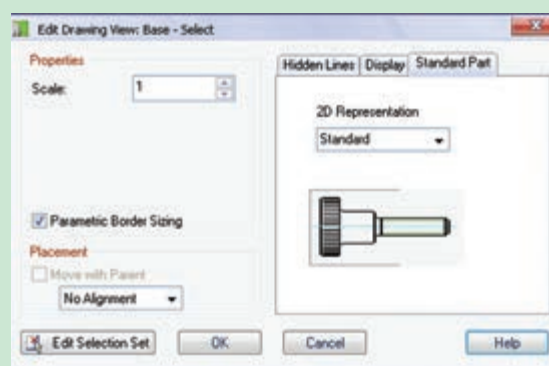 Edit Drawing View: Base - Select
Properties
Scale:
1
Parametric Border Sizing
Placement
Move with Parent
No Alignment
Hidden Lines
Display
Standard Part
2D Representation
Standard
Edit Selection Set
OK
Cancel
Help